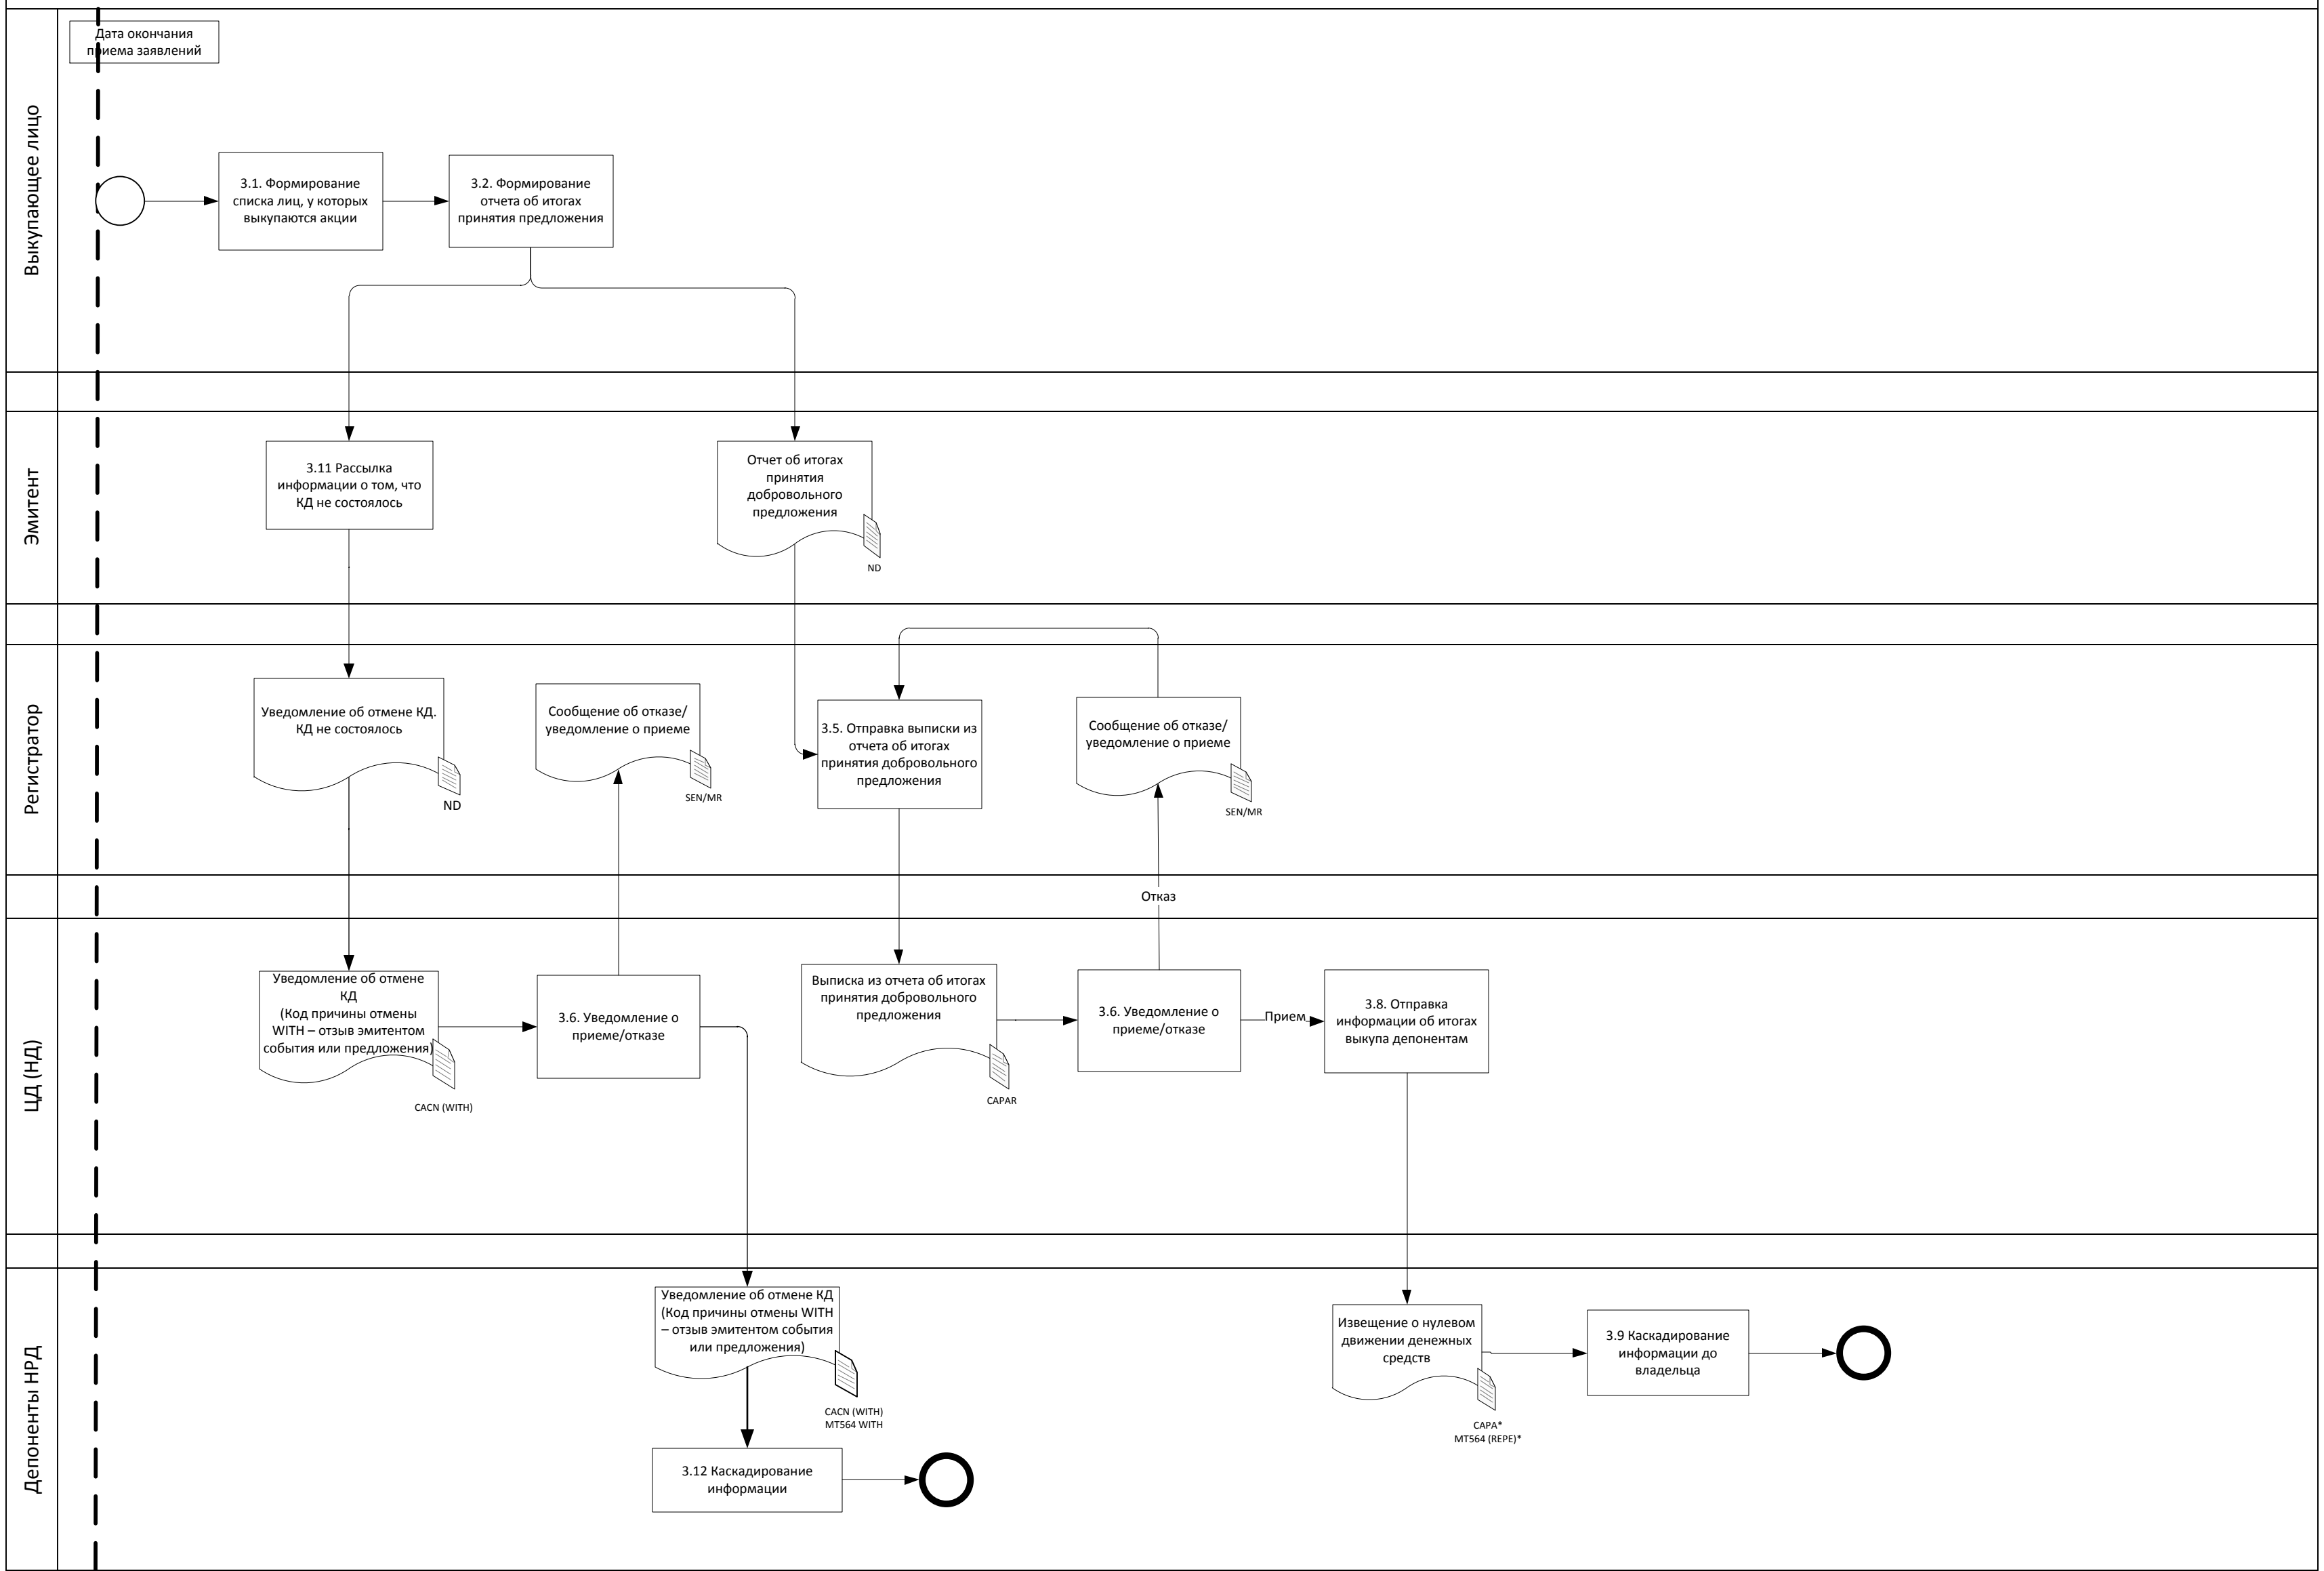 Выкупающее лицо
Дата окончания
приема заявлений
3.1. Формирование
списка лиц, у которых
выкупаются акции
3.2. Формирование
отчета об итогах
принятия предложения
Эмитент
3.11 Рассылка
информации о том, что
КД не состоялось
Отчет об итогах
принятия
добровольного
предложения
ND
Регистратор
Уведомление об отмене КД.
КД не состоялось
ND
Сообщение об отказе/
уведомление о приеме
SEN/MR
3.5. Отправка выписки из
отчета об итогах
принятия добровольного
предложения
Сообщение об отказе/
уведомление о приеме
SEN/MR
Отказ
ЦД (НД)
Уведомление об отмене
КД
(Код причины отмены
WITH – отзыв эмитентом
события или предложения)
CACN (WITH)
3.6. Уведомление о
приеме/отказе
Выписка из отчета об итогах
принятия добровольного
предложения
CAPAR
3.6. Уведомление о
приеме/отказе
Прием
3.8. Отправка
информации об итогах
выкупа депонентам
Депоненты НРД
Уведомление об отмене КД
(Код причины отмены WITH
– отзыв эмитентом события
или предложения)
CACN (WITH)
MT564 WITH
3.12 Каскадирование
информации
Извещение о нулевом
движении денежных
средств
CAPA*
MT564 (REPE)*
3.9 Каскадирование
информации до
владельца